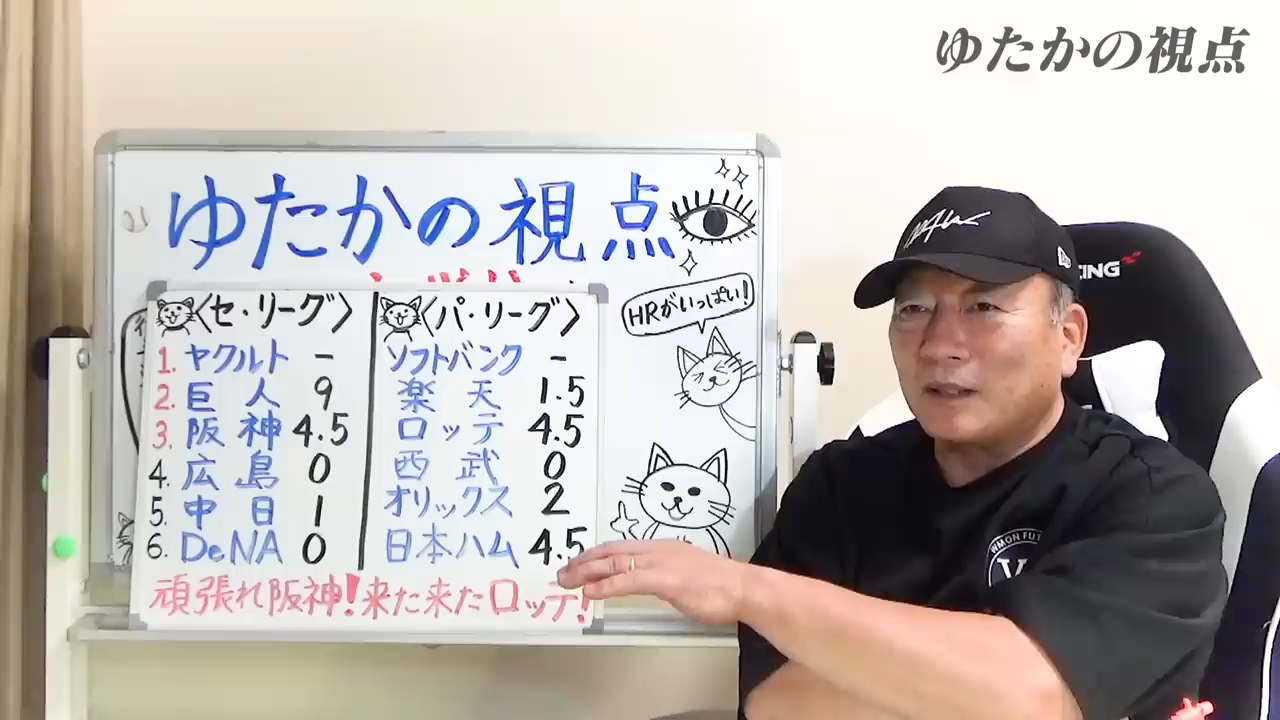 ゆたかの視点
ゆたかの視点
HRがいっぱい!
〈セ・リーグ〉
1. ヤクルト -
2. 巨人 9
3. 阪神 4.5
4. 広島 0
5. 中日 1
6. DeNA 0
〈パ・リーグ〉
ソフトバンク -
楽天 1.5
ロッテ 4.5
西武 0
オリックス 2
日本ハム 4.5
頑張れ阪神!来た来たロッテ!